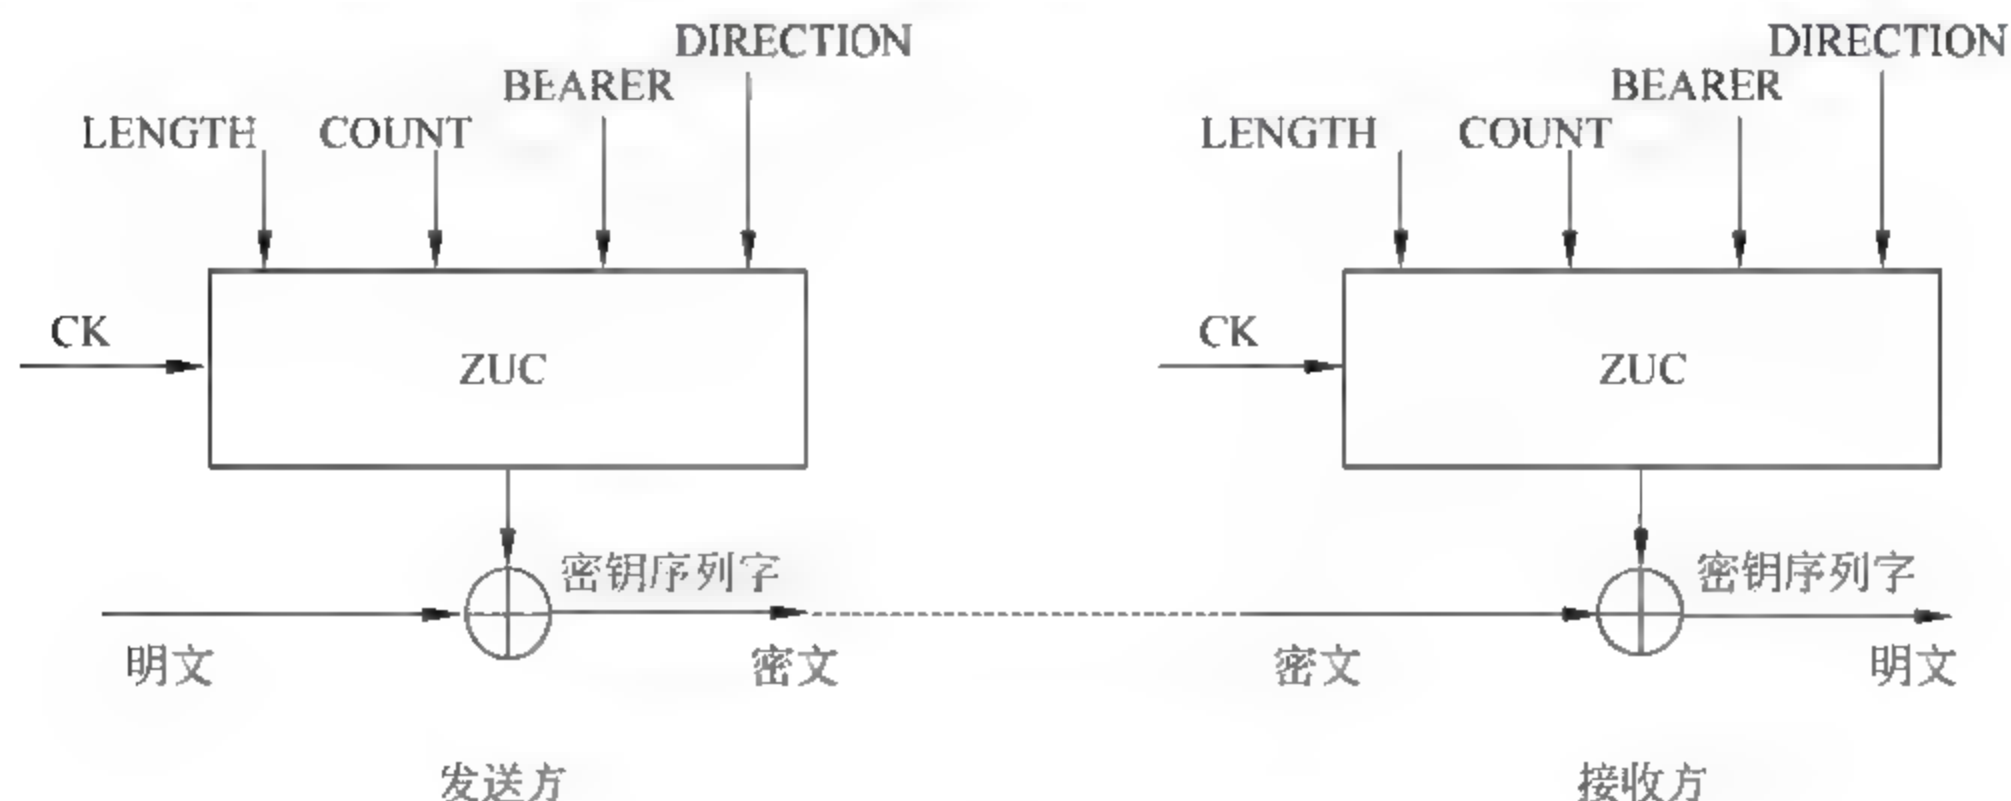 DIRECTION
BEARER
LENGTH
COUNT
CK
ZUC
密钥序列字
明文
密文
发送方
DIRECTION
BEARER
LENGTH
COUNT
CK
ZUC
密钥序列字
密文
明文
接收方